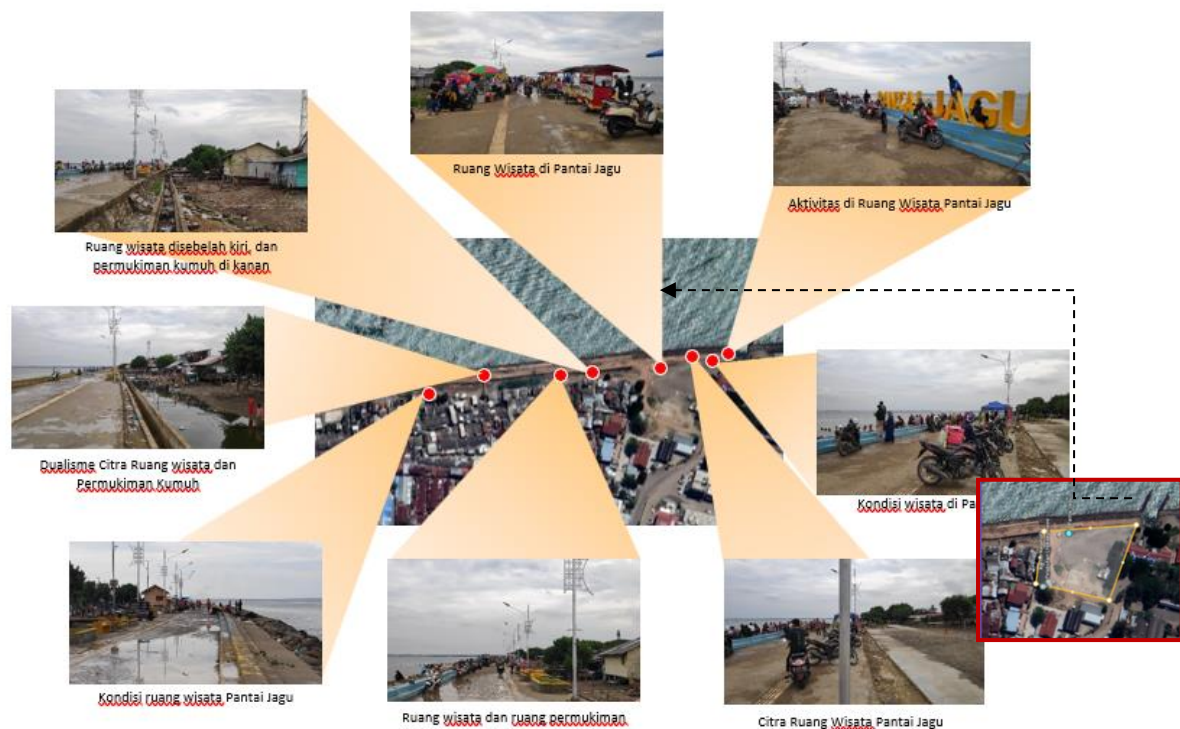 Ruang Wisata di Pantai Jagu
JAGU
Aktivitas di Ruang Wisata Pantai Jagu
Ruang wisata disebelah kiri, dan
permukiman kumuh di kanan
Dualisme Citra Ruang wisata dan
Permukiman Kumuh
Kondisi wisata di Pa
Kondisi ruang wisata Pantai Jagu
Ruang wisata dan ruang permukiman
Citra Ruang Wisata Pantai Jagu